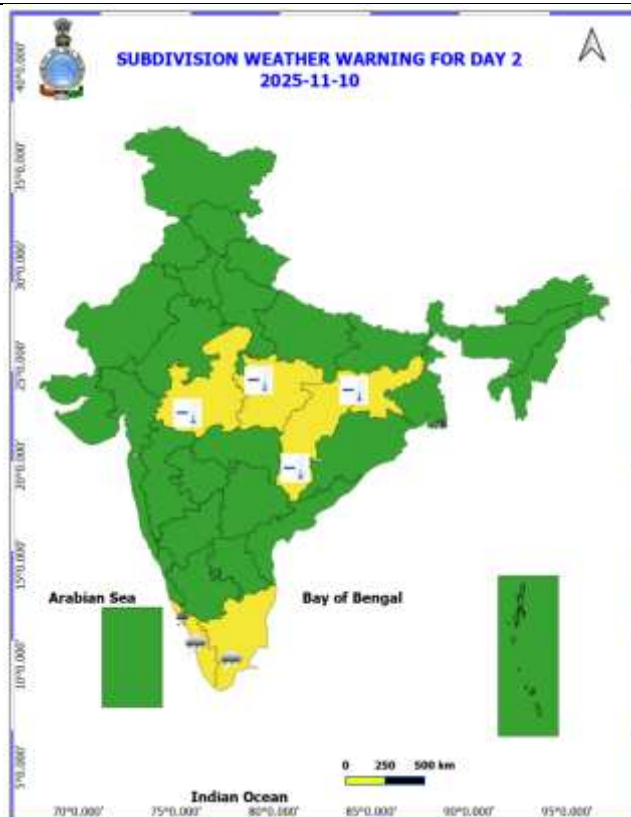 SUBDIVISION WEATHER WARNING FOR DAY 2
2025-11-10
40°0.000'
35°0.000'
30°0.000'
25°0.000'
20°0.000'
15°0.000'
10°0.000'
5°0.000'
Arabian Sea
Bay of Bengal
0 250 500 km
Indian Ocean
70°0.000' 75°0.000' 80°0.000' 85°0.000' 90°0.000' 95°0.000'